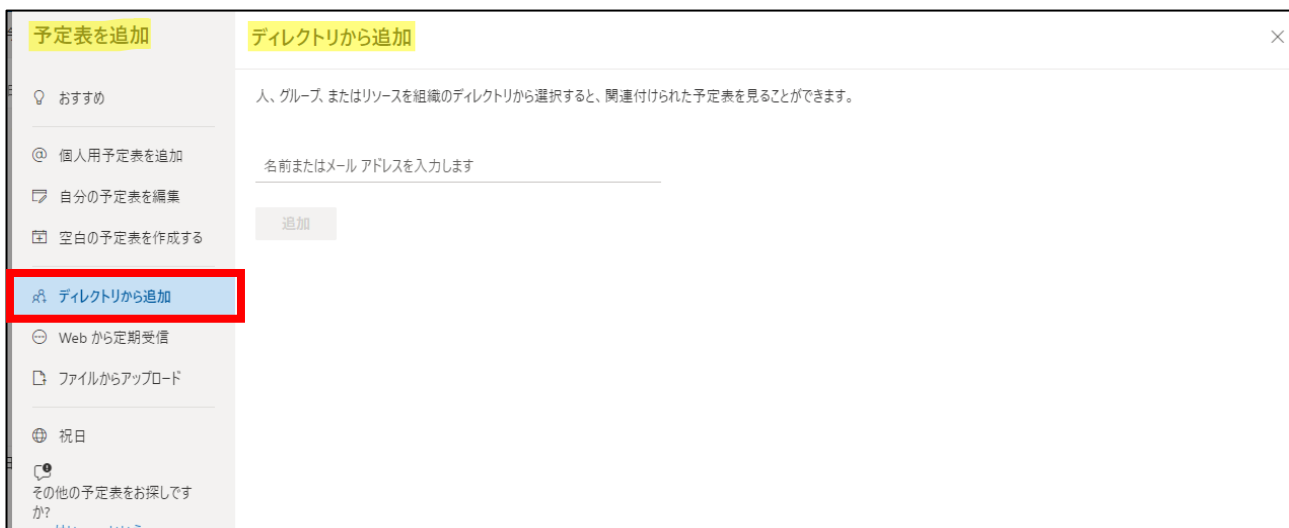 予定表を追加
ディレクトリから追加
おすすめ
人、グループ、またはリソースを組織のディレクトリから選択すると、関連付けられた予定表を見ることができます。
個人用予定表を追加
名前またはメール アドレスを入力します
自分の予定表を編集
追加
空白の予定表を作成する
ディレクトリから追加
Web から定期受信
ファイルからアップロード
祝日
その他の予定表をお探しです
か?